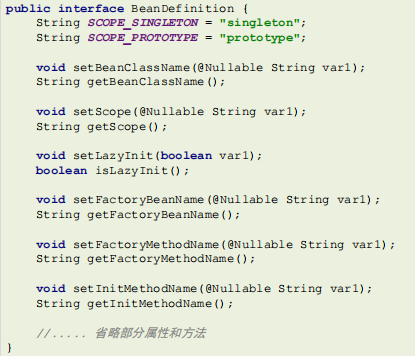 public interface BeanDefinition {
String SCOPE_SINGLETON = "singleton";
String SCOPE_PROTOTYPE = "prototype";
void setBeanClassName(@Nullable String var1);
String getBeanClassName();
void setScope(@Nullable String var1);
String getScope();
void setLazyInit(boolean var1);
boolean isLazyInit();
void setFactoryBeanName(@Nullable String var1);
String getFactoryBeanName();
void setFactoryMethodName(@Nullable String var1);
String getFactoryMethodName();
void setInitMethodName(@Nullable String var1);
String getInitMethodName();
//..... 省略部分属性和方法
}